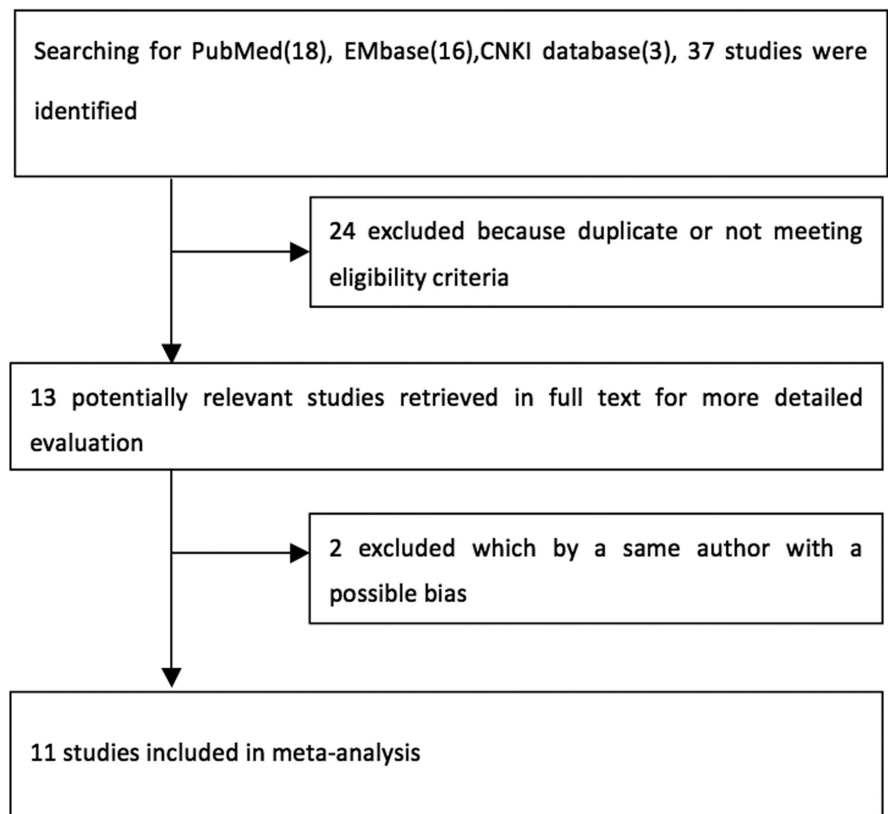 Searching for PubMed(18), EMbase(16),CNKI database(3), 37 studies were
identified
24 excluded because duplicate or not meeting
eligibility criteria
13 potentially relevant studies retrieved in full text for more detailed
evaluation
2 excluded which by a same author with a
possible bias
11 studies included in meta-analysis